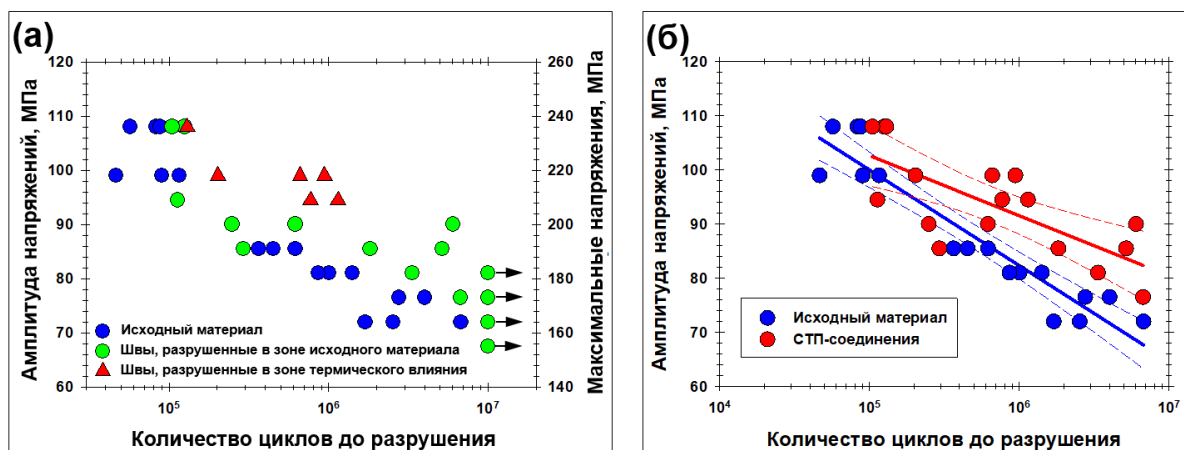 (а)
Амплитуда напряжений, МПа
120
110
100
90
80
70
60
260
240
220
200
180
160
140
Максимальные напряжения, МПа
Исходный материал
Швы, разрушенные в зоне исходного материала
Швы, разрушенные в зоне термического влияния
10⁵
10⁶
10⁷
Количество циклов до разрушения
(б)
Амплитуда напряжений, МПа
120
110
100
90
80
70
60
Исходный материал
СТП-соединения
10⁴
10⁵
10⁶
10⁷
Количество циклов до разрушения